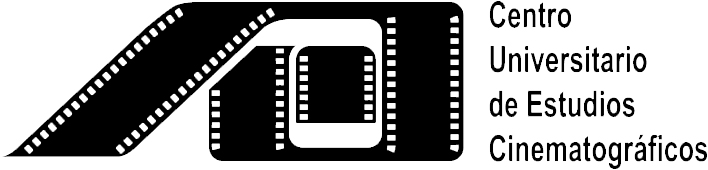 Centro
Universitario
de Estudios
Cinematográficos